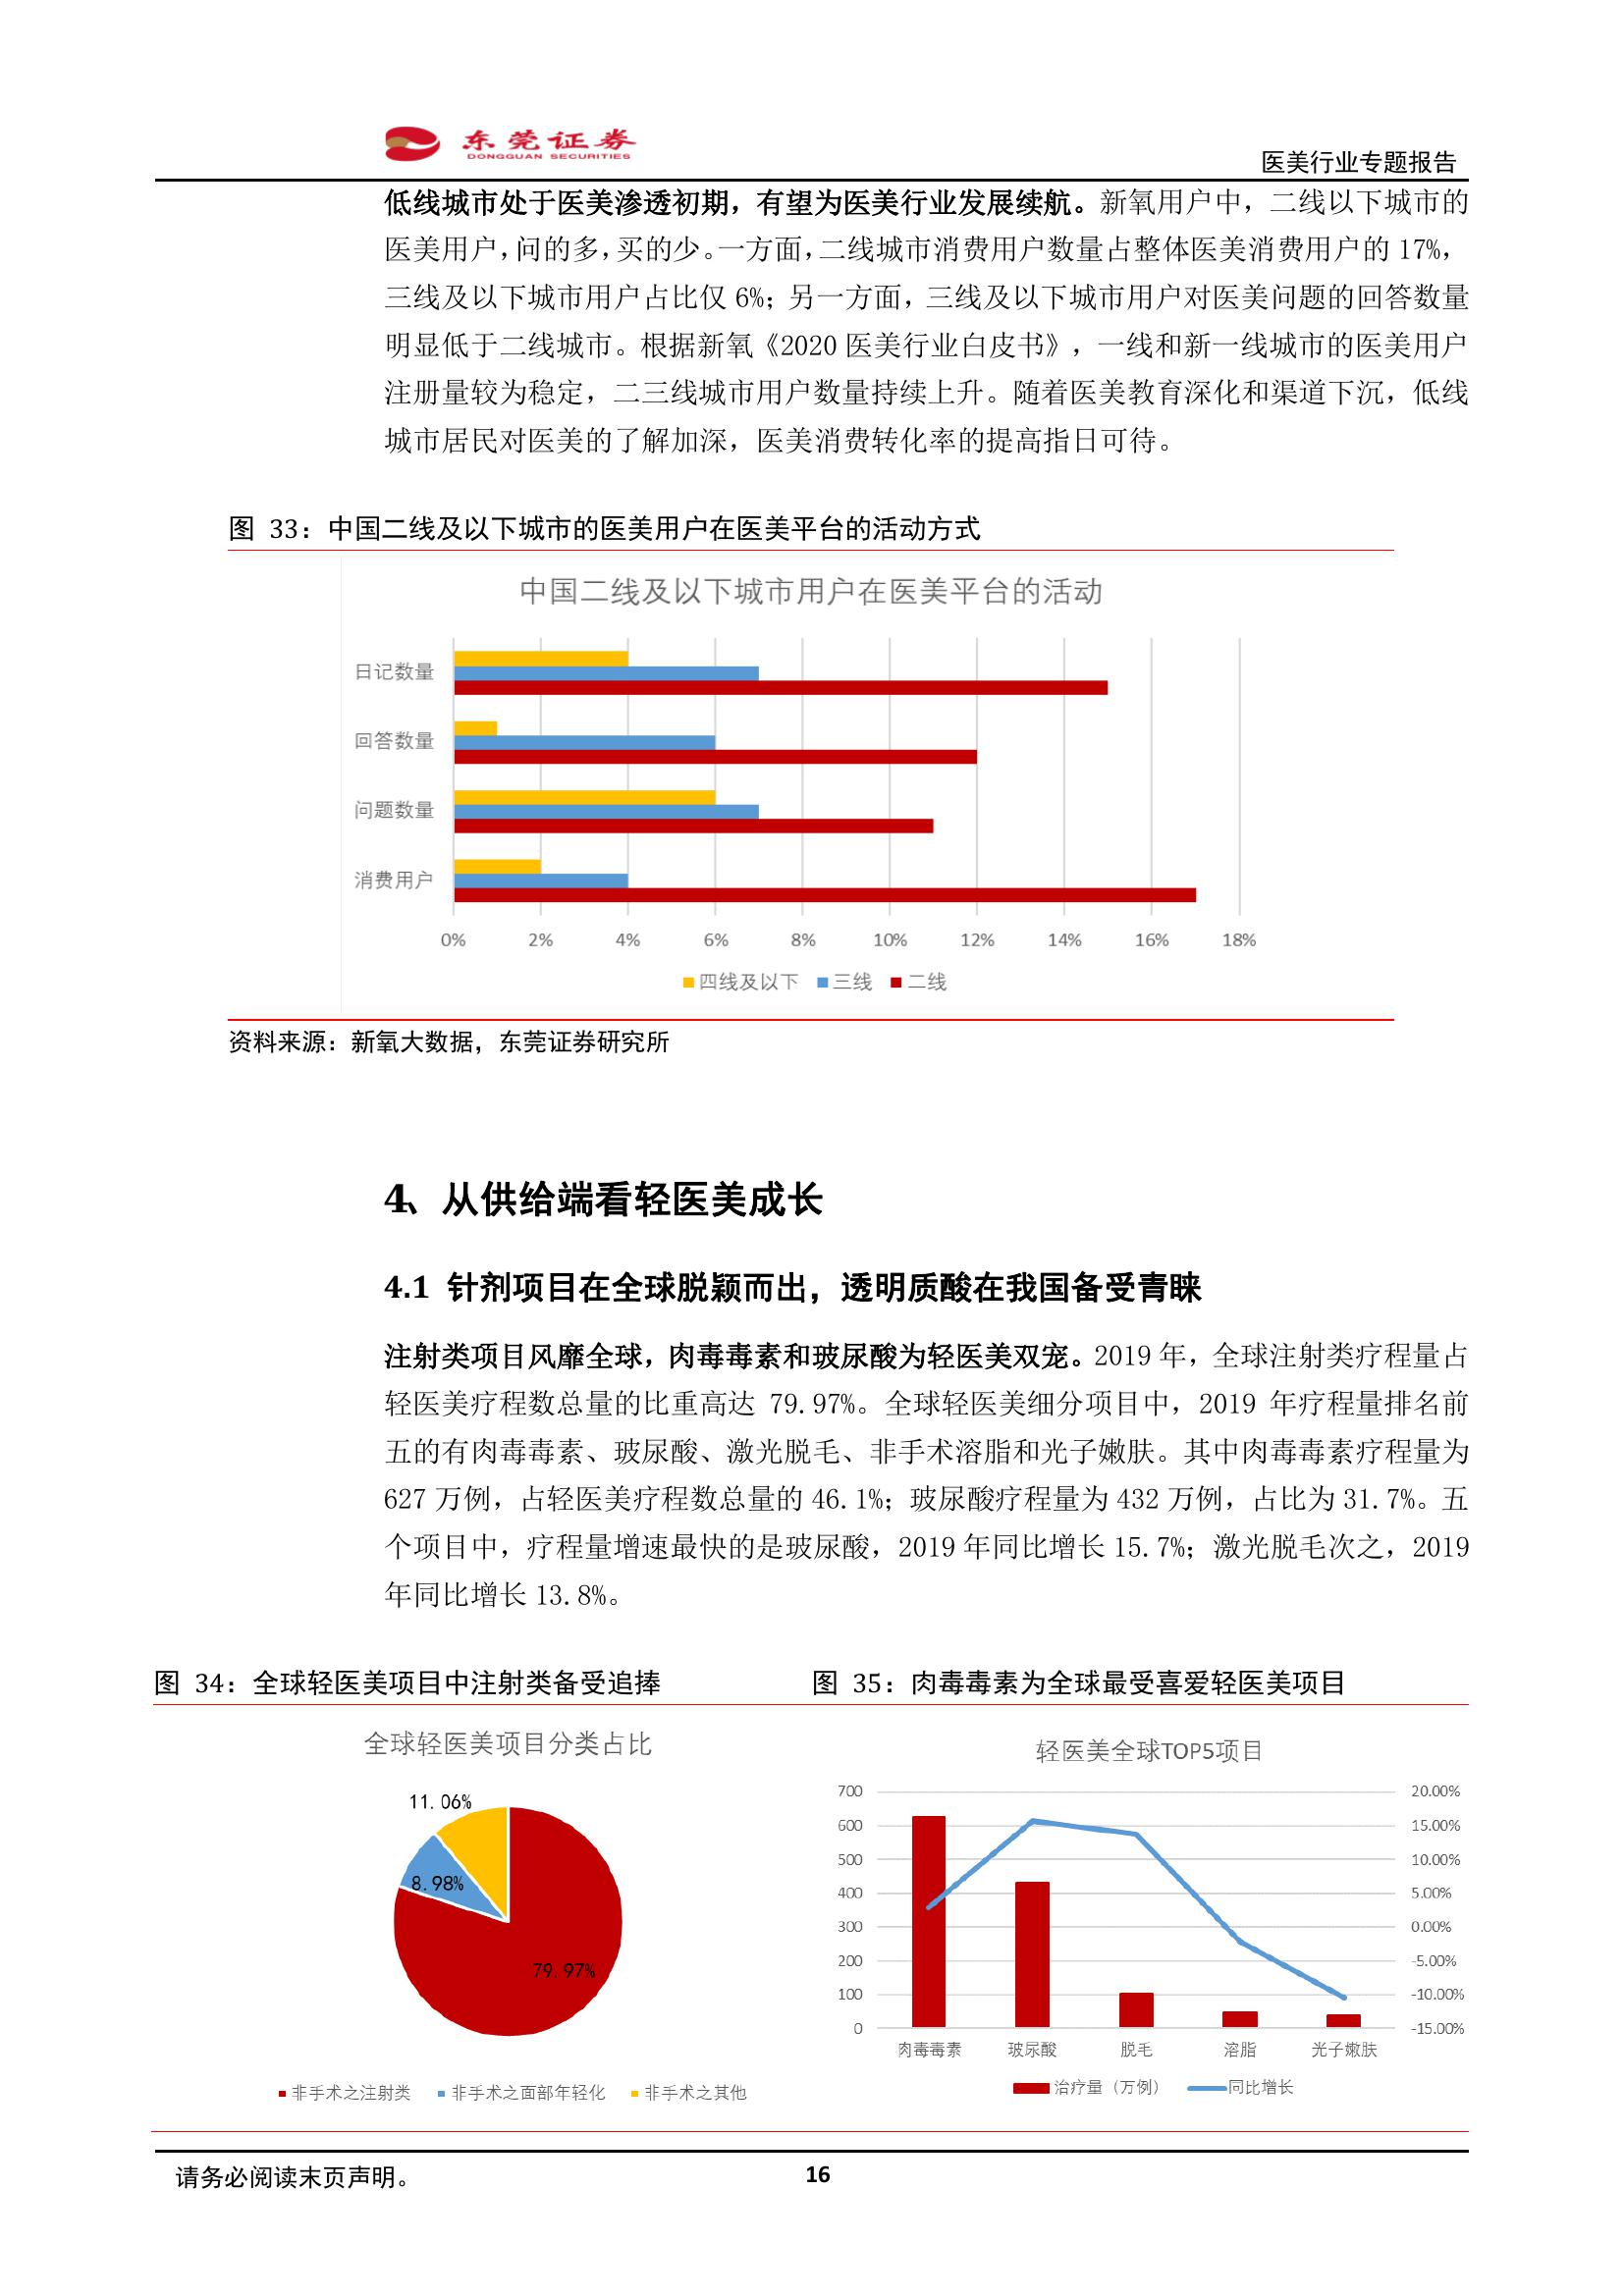 东莞证券
DONGGUAN SECURITIES
医美行业专题报告
低线城市处于医美渗透初期，有望为医美行业发展续航。新氧用户中，二线以下城市的
医美用户，问的多，买的少。一方面，二线城市消费用户数量占整体医美消费用户的 17%，
三线及以下城市用户占比仅 6%；另一方面，三线及以下城市用户对医美问题的回答数量
明显低于二线城市。根据新氧《2020 医美行业白皮书》，一线和新一线城市的医美用户
注册量较为稳定，二三线城市用户数量持续上升。随着医美教育深化和渠道下沉，低线
城市居民对医美的了解加深，医美消费转化率的提高指日可待。
图 33：中国二线及以下城市的医美用户在医美平台的活动方式
中国二线及以下城市用户在医美平台的活动
日记数量
回答数量
问题数量
消费用户
0% 2% 4% 6% 8% 10% 12% 14% 16% 18%
四线及以下 三线 二线
资料来源：新氧大数据，东莞证券研究所
4、从供给端看轻医美成长
4.1 针剂项目在全球脱颖而出，透明质酸在我国备受青睐
注射类项目风靡全球，肉毒毒素和玻尿酸为轻医美双宠。2019 年，全球注射类疗程量占
轻医美疗程数总量的比重高达 79.97%。全球轻医美细分项目中，2019 年疗程量排名前
五的有肉毒毒素、玻尿酸、激光脱毛、非手术溶脂和光子嫩肤。其中肉毒毒素疗程量为
627 万例，占轻医美疗程数总量的 46.1%；玻尿酸疗程量为 432 万例，占比为 31.7%。五
个项目中，疗程量增速最快的是玻尿酸，2019 年同比增长 15.7%；激光脱毛次之，2019
年同比增长 13.8%。
图 34：全球轻医美项目中注射类备受追捧
全球轻医美项目分类占比
11.06%
8.98%
79.97%
非手术之注射类 非手术之面部年轻化 非手术之其他
图 35：肉毒毒素为全球最受喜爱轻医美项目
轻医美全球TOP5项目
700 20.00%
600 15.00%
500 10.00%
400 5.00%
300 0.00%
200 -5.00%
100 -10.00%
0 -15.00%
肉毒毒素 玻尿酸 脱毛 溶脂 光子嫩肤
治疗量（万例） 同比增长
请务必阅读末页声明。
16